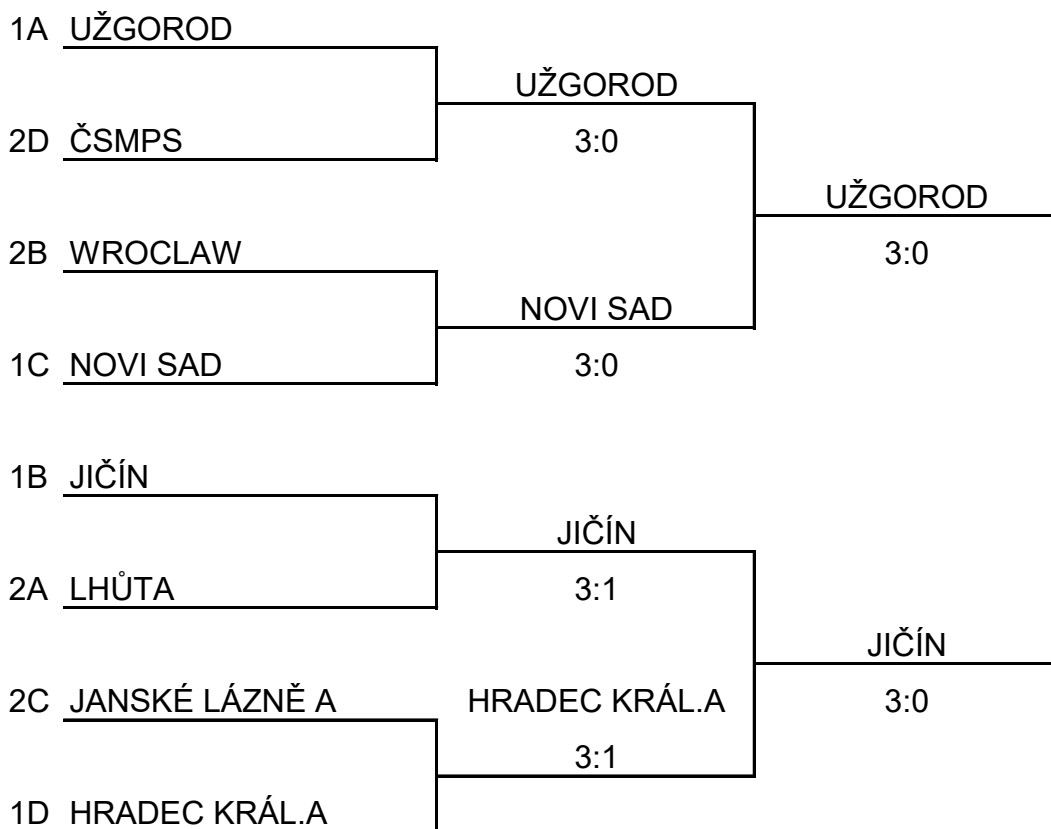 1A UŽGOROD
UŽGOROD
2D ČSMPS 3:0
UŽGOROD
2B WROCLAW 3:0
NOVI SAD
1C NOVI SAD 3:0
1B JIČÍN
JIČÍN
2A LHŮTA 3:1
JIČÍN
2C JANSKÉ LÁZNĚ A HRADEC KRÁL.A 3:0
3:1
1D HRADEC KRÁL.A